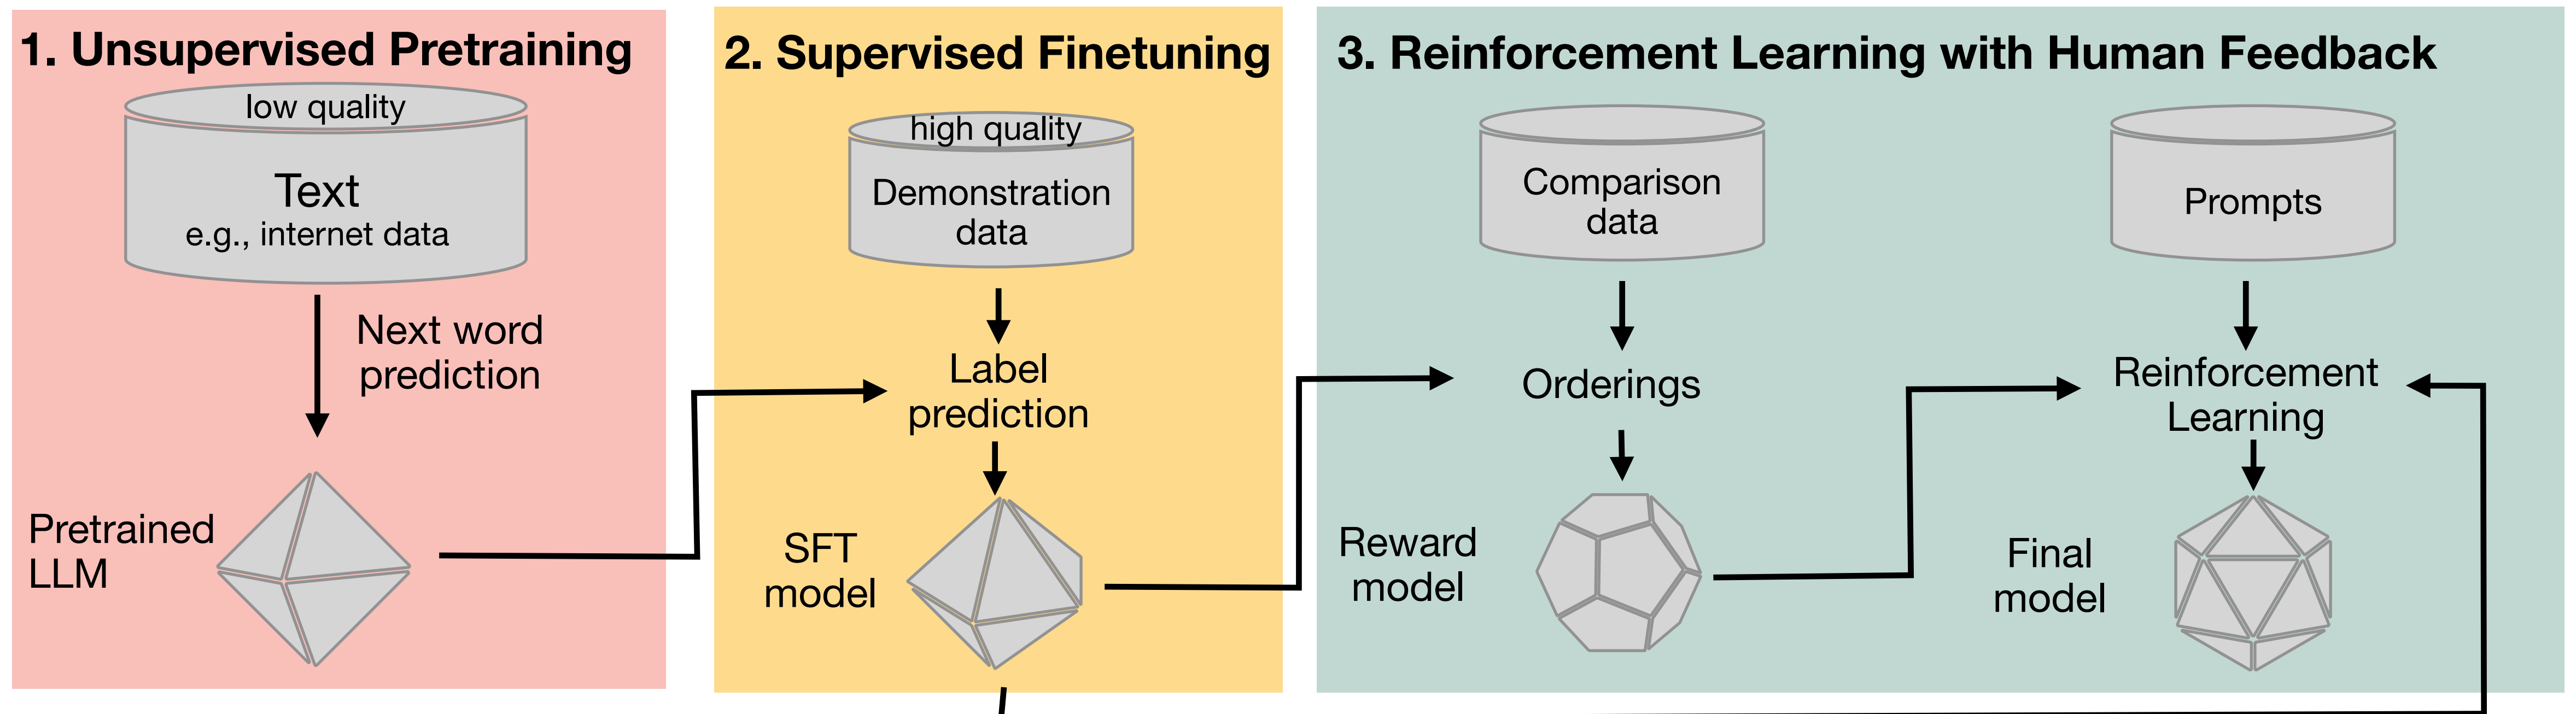 1. Unsupervised Pretraining
low quality
Text
e.g., internet data
Next word
prediction
Pretrained
LLM
2. Supervised Finetuning
high quality
Demonstration
data
Label
prediction
SFT
model
3. Reinforcement Learning with Human Feedback
Comparison
data
Orderings
Reward
model
Prompts
Reinforcement
Learning
Final
model